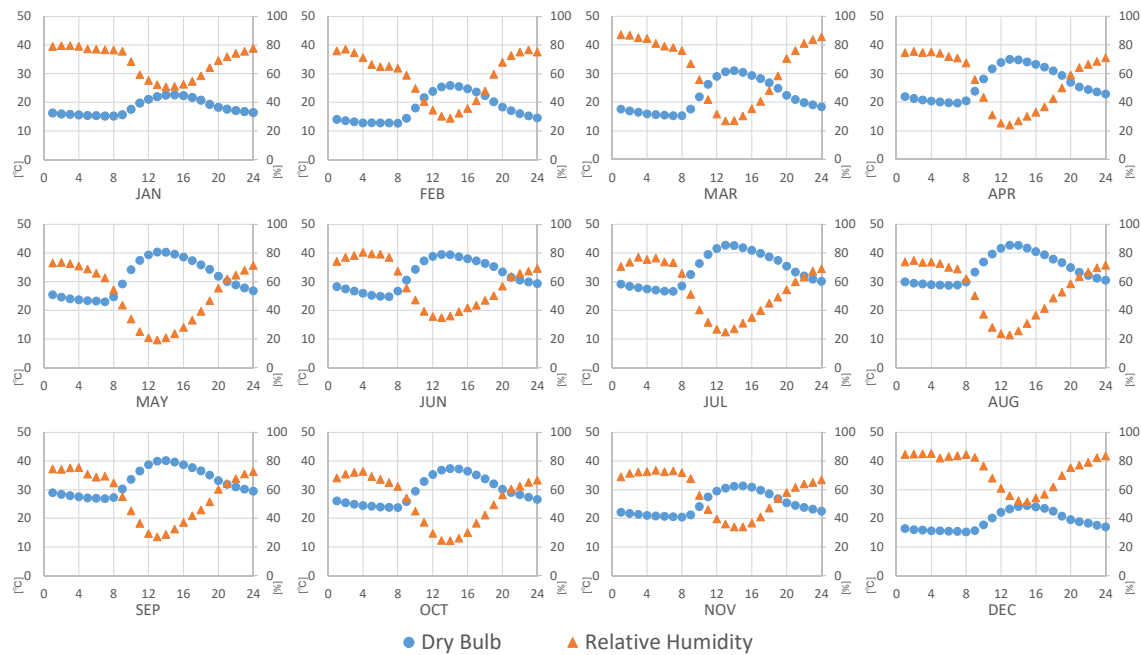 50 100 50 100 50 100 50 100
40 80 40 80 40 80 40 80
30 60 30 60 30 60 30 60
20 40 20 40 20 40 20 40
10 20 10 20 10 20 10 20
0 0 0 0 0 0 0 0
[°C] [%] [°C] [%] [°C] [%] [°C] [%]
0 4 8 12 16 20 24 0 4 8 12 16 20 24 0 4 8 12 16 20 24 0 4 8 12 16 20 24
JAN FEB MAR APR
50 100 50 100 50 100 50 100
40 80 40 80 40 80 40 80
30 60 30 60 30 60 30 60
20 40 20 40 20 40 20 40
10 20 10 20 10 20 10 20
0 0 0 0 0 0 0 0
[°C] [%] [°C] [%] [°C] [%] [°C] [%]
0 4 8 12 16 20 24 0 4 8 12 16 20 24 0 4 8 12 16 20 24 0 4 8 12 16 20 24
MAY JUN JUL AUG
50 100 50 100 50 100 50 100
40 80 40 80 40 80 40 80
30 60 30 60 30 60 30 60
20 40 20 40 20 40 20 40
10 20 10 20 10 20 10 20
0 0 0 0 0 0 0 0
[°C] [%] [°C] [%] [°C] [%] [°C] [%]
0 4 8 12 16 20 24 0 4 8 12 16 20 24 0 4 8 12 16 20 24 0 4 8 12 16 20 24
SEP OCT NOV DEC
Dry Bulb Relative Humidity